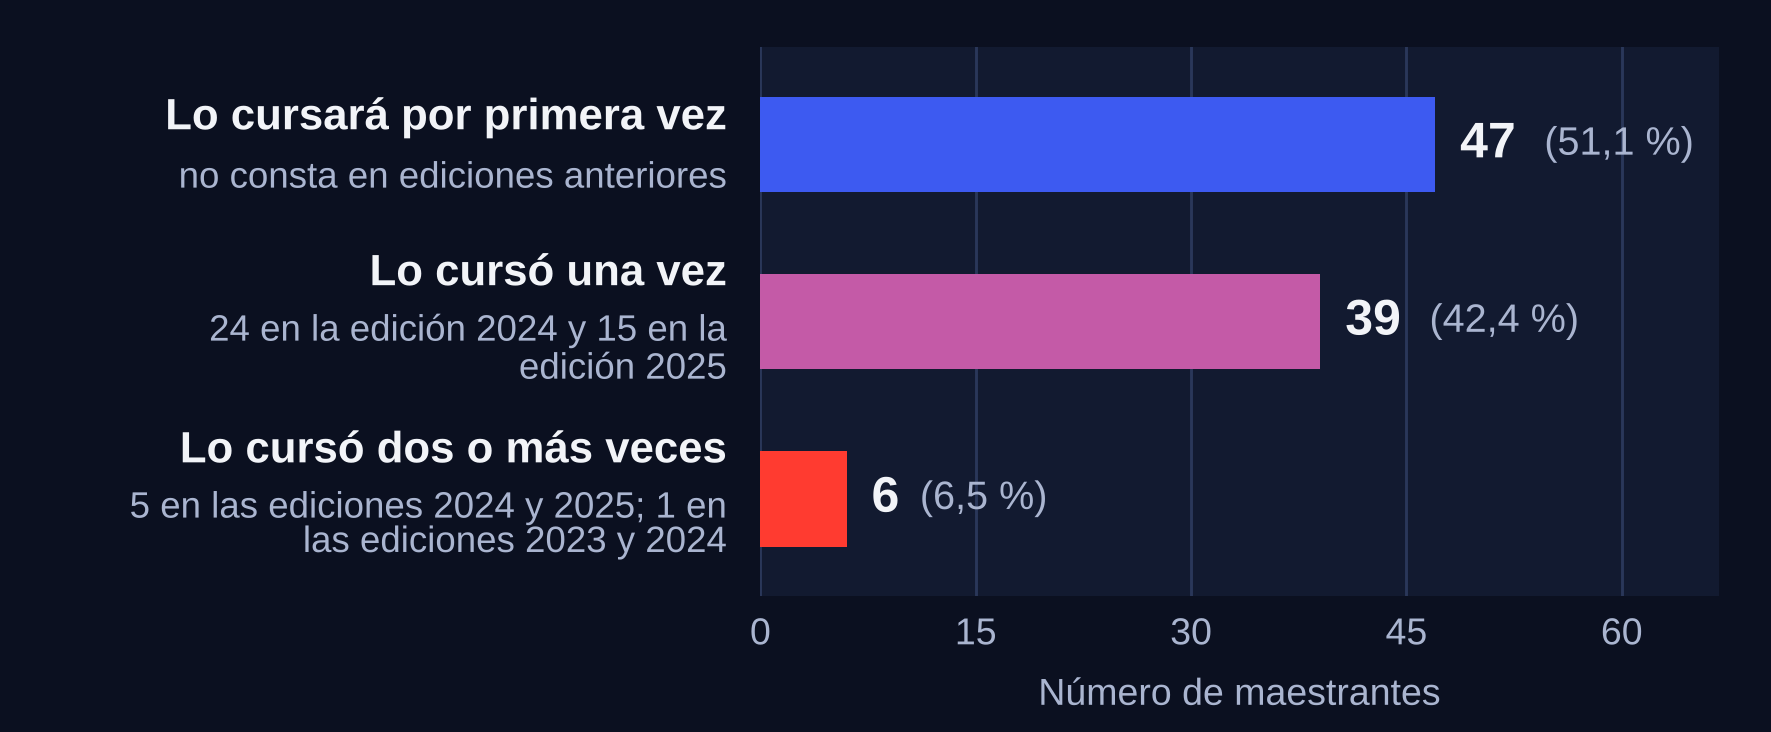 Lo cursará por primera vez
no consta en ediciones anteriores
47 (51,1 %)
Lo cursó una vez
24 en la edición 2024 y 15 en la
edición 2025
39 (42,4 %)
Lo cursó dos o más veces
5 en las ediciones 2024 y 2025; 1 en
las ediciones 2023 y 2024
6 (6,5 %)
0 15 30 45 60
Número de maestrantes